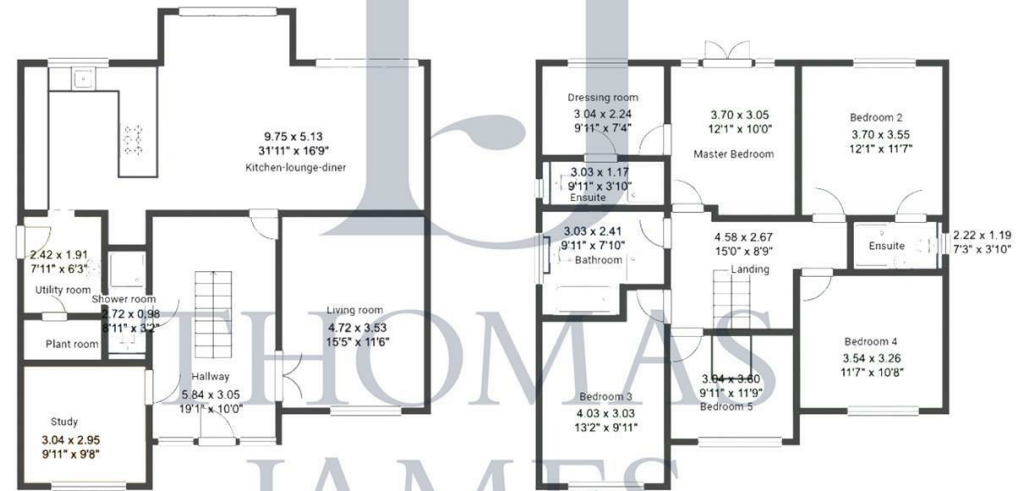 9.75 x 5.13
31'11" x 16'9"
Kitchen-lounge-diner
2.42 x 1.91
7'11" x 6'3"
Utility room
Shower room
2.72 x 0.98
8'11" x 3'2"
Plant room
Living room
4.72 x 3.53
15'5" x 11'6"
Hallway
5.84 x 3.05
19'1" x 10'0"
Study
3.04 x 2.95
9'11" x 9'8"
Dressing room
3.04 x 2.24
9'11" x 7'4"
3.70 x 3.05
12'1" x 10'0"
Master Bedroom
Bedroom 2
3.70 x 3.55
12'1" x 11'7"
3.03 x 1.17
9'11" x 3'10"
Ensuite
3.03 x 2.41
9'11" x 7'10"
Bathroom
4.58 x 2.67
15'0" x 8'9"
Landing
Ensuite
2.22 x 1.19
7'3" x 3'10"
Bedroom 4
3.54 x 3.26
11'7" x 10'8"
Bedroom 3
4.03 x 3.03
13'2" x 9'11"
3.04 x 3.60
9'11" x 11'9"
Bedroom 5
THOMAS
JAMES